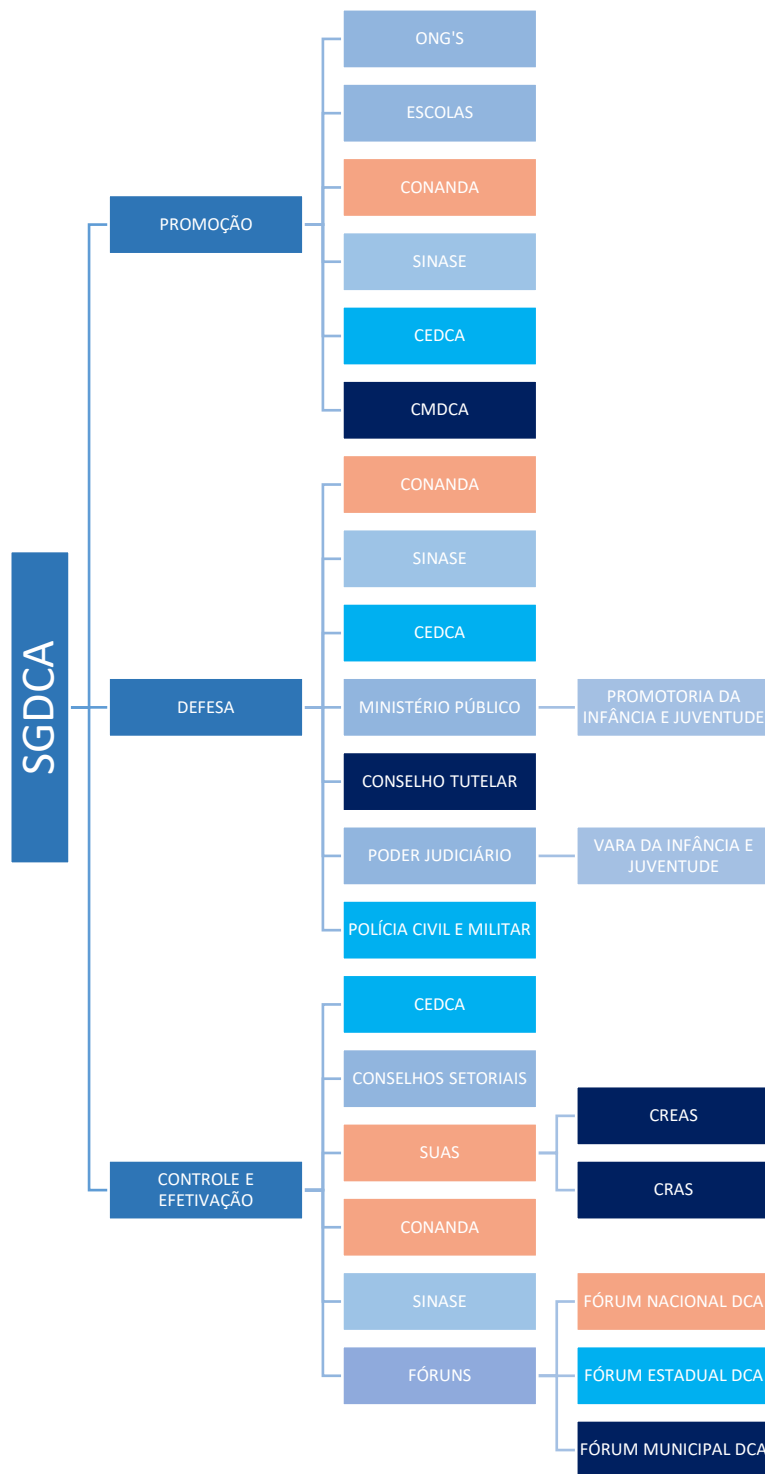 SGDCA
PROMOÇÃO
ONG'S
ESCOLAS
CONANDA
SINASE
CEDCA
CMDCA
DEFESA
CONANDA
SINASE
CEDCA
MINISTÉRIO PÚBLICO
PROMOTORIA DA
INFÂNCIA E JUVENTUDE
CONSELHO TUTELAR
PODER JUDICIÁRIO
VARA DA INFÂNCIA E
JUVENTUDE
POLÍCIA CIVIL E MILITAR
CONTROLE E
EFETIVAÇÃO
CEDCA
CONSELHOS SETORIAIS
SUAS
CREAS
CRAS
CONANDA
SINASE
FÓRUNS
FÓRUM NACIONAL DCA
FÓRUM ESTADUAL DCA
FÓRUM MUNICIPAL DCA